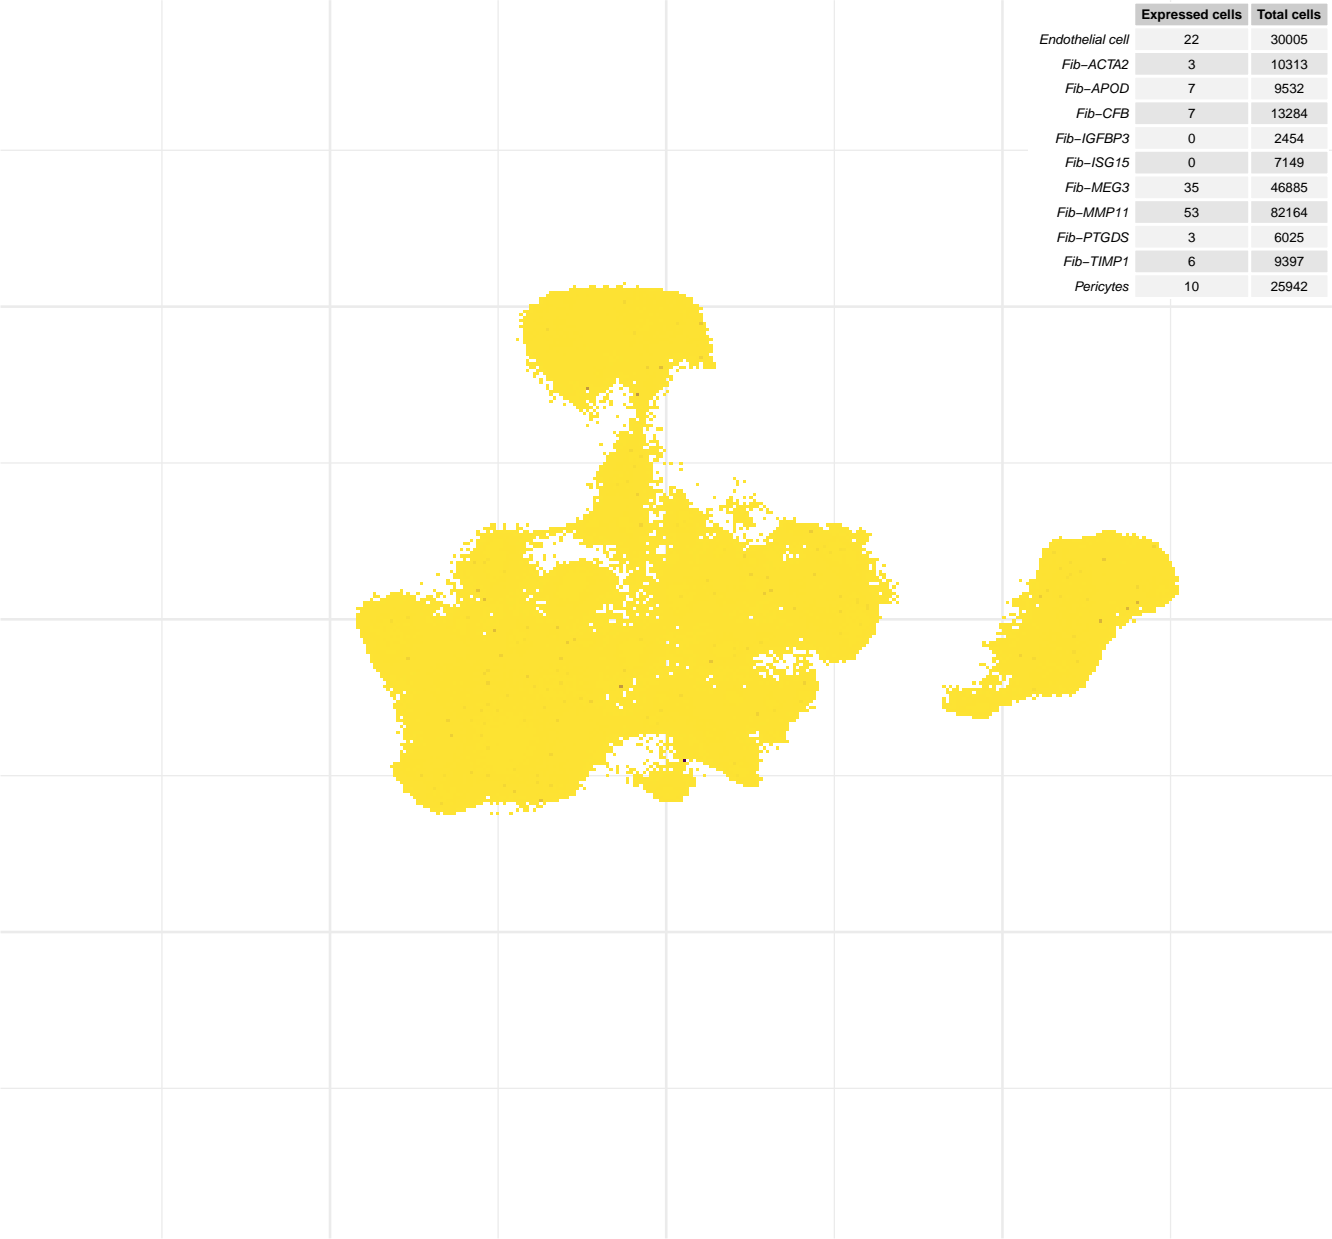 Expressed cells Total cells
Endothelial cell 22 30005
Fib−ACTA2 3 10313
Fib−APOD 7 9532
Fib−CFB 7 13284
Fib−IGFBP3 0 2454
Fib−ISG15 0 7149
Fib−MEG3 35 46885
Fib−MMP11 53 82164
Fib−PTGDS 3 6025
Fib−TIMP1 6 9397
Pericytes 10 25942